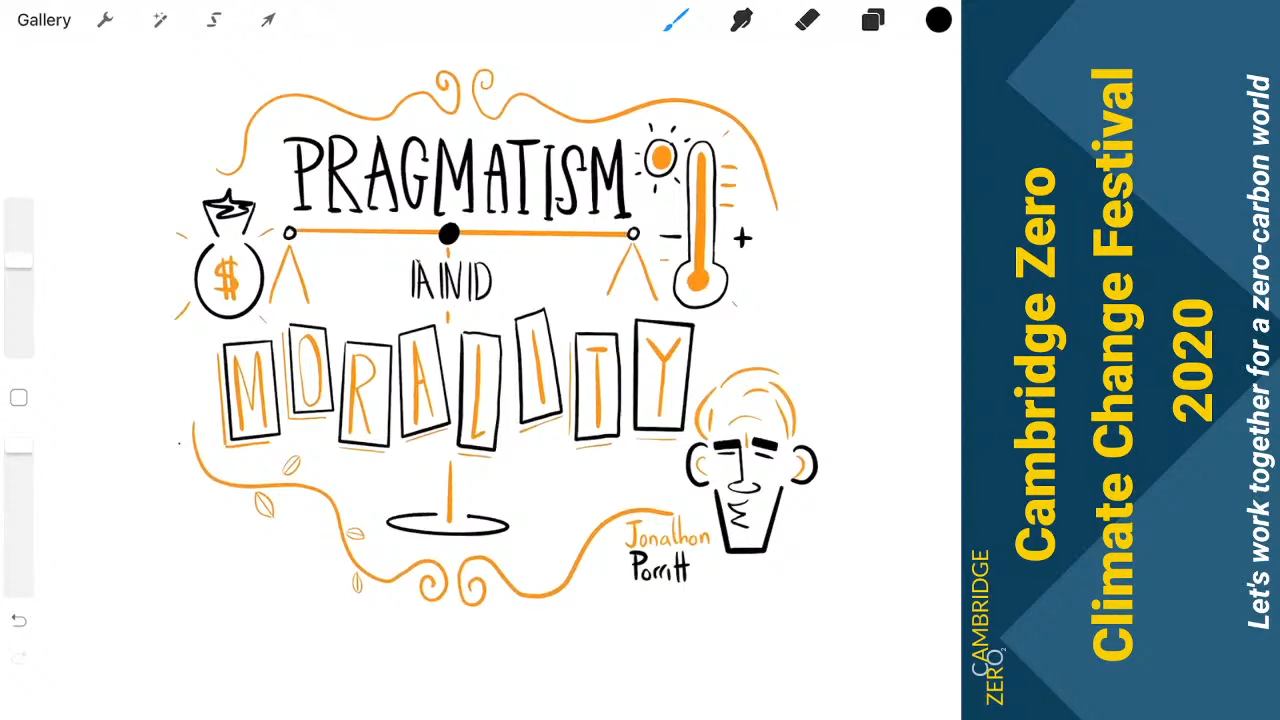 Gallery
PRAGMATISM
$
- +
AND
MORALITY
Jonathon
Porritt
Cambridge Zero
Climate Change Festival
2020
Let's work together for a zero-carbon world
CAMBRIDGE
ZERO₂